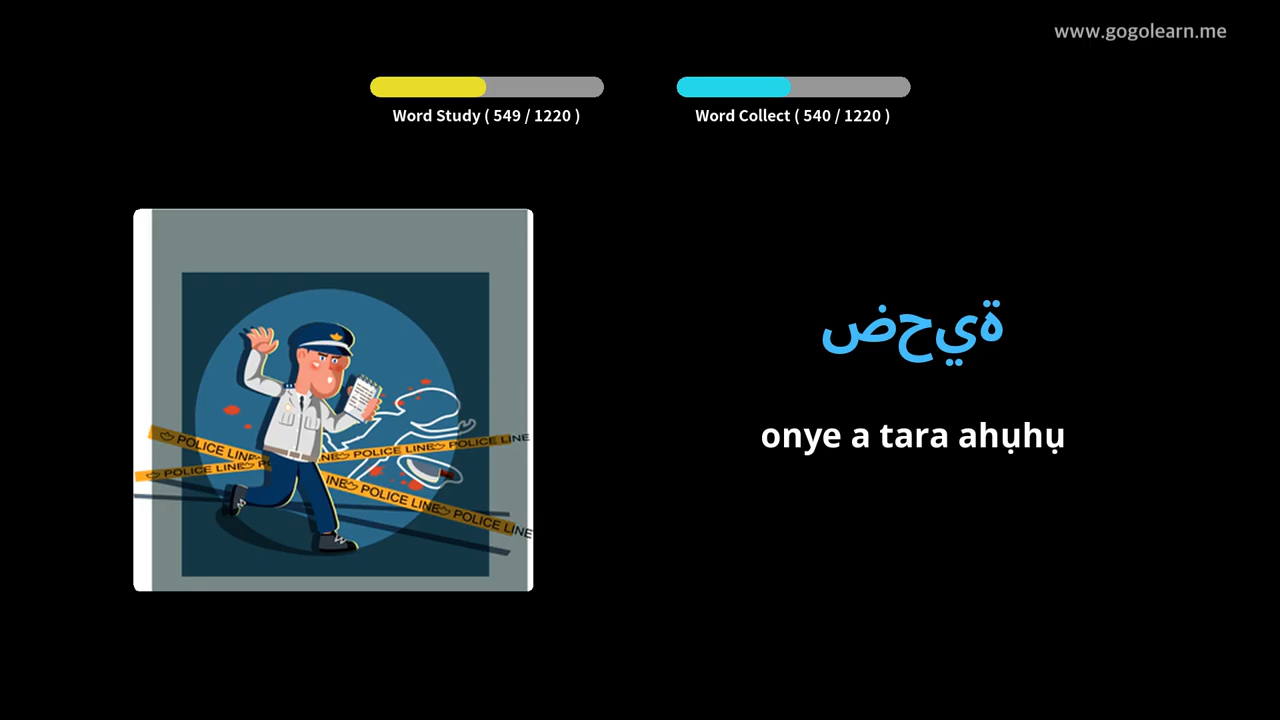 www.gogolearn.me
Word Study ( 549 / 1220 )
Word Collect ( 540 / 1220 )
ةيحض
onye a tara ahụhụ
POLICE LINE POLICE LINE
POLICE LINE POLICE LINE
POLICE LINE POLICE LINE